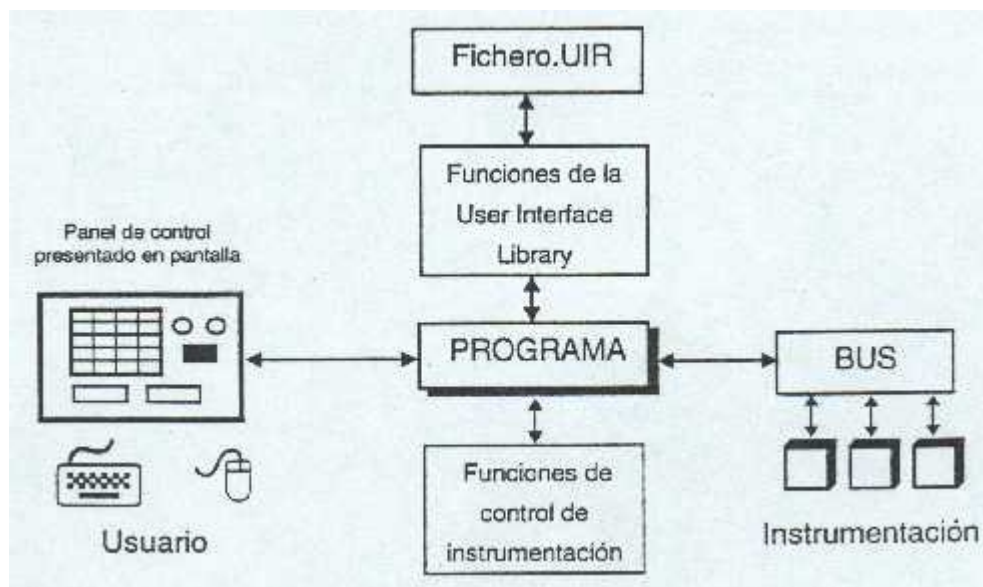 Fichero.UIR
Funciones de la
User Interface
Library
Panel de control
presentado en pantalla
PROGRAMA
BUS
Funciones de
control de
instrumentación
Usuario
Instrumentación